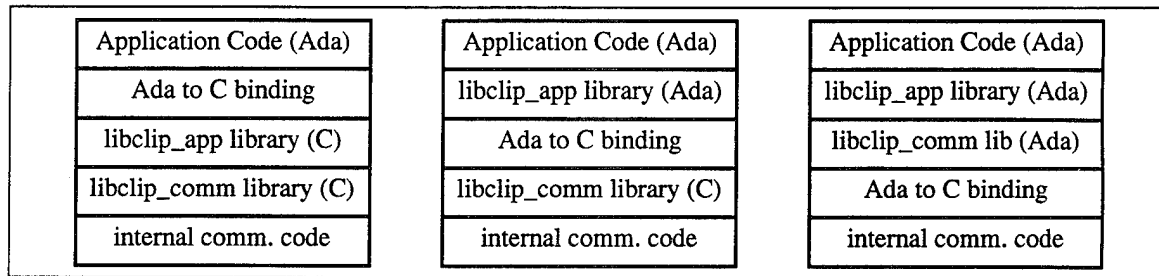 Application Code (Ada)
Ada to C binding
libclip_app library (C)
libclip_comm library (C)
internal comm. code
Application Code (Ada)
libclip_app library (Ada)
Ada to C binding
libclip_comm library (C)
internal comm. code
Application Code (Ada)
libclip_app library (Ada)
libclip_comm lib (Ada)
Ada to C binding
internal comm. code